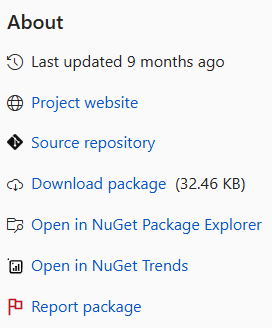 About
Last updated 9 months ago
Project website
Source repository
Download package (32.46 KB)
Open in NuGet Package Explorer
Open in NuGet Trends
Report package